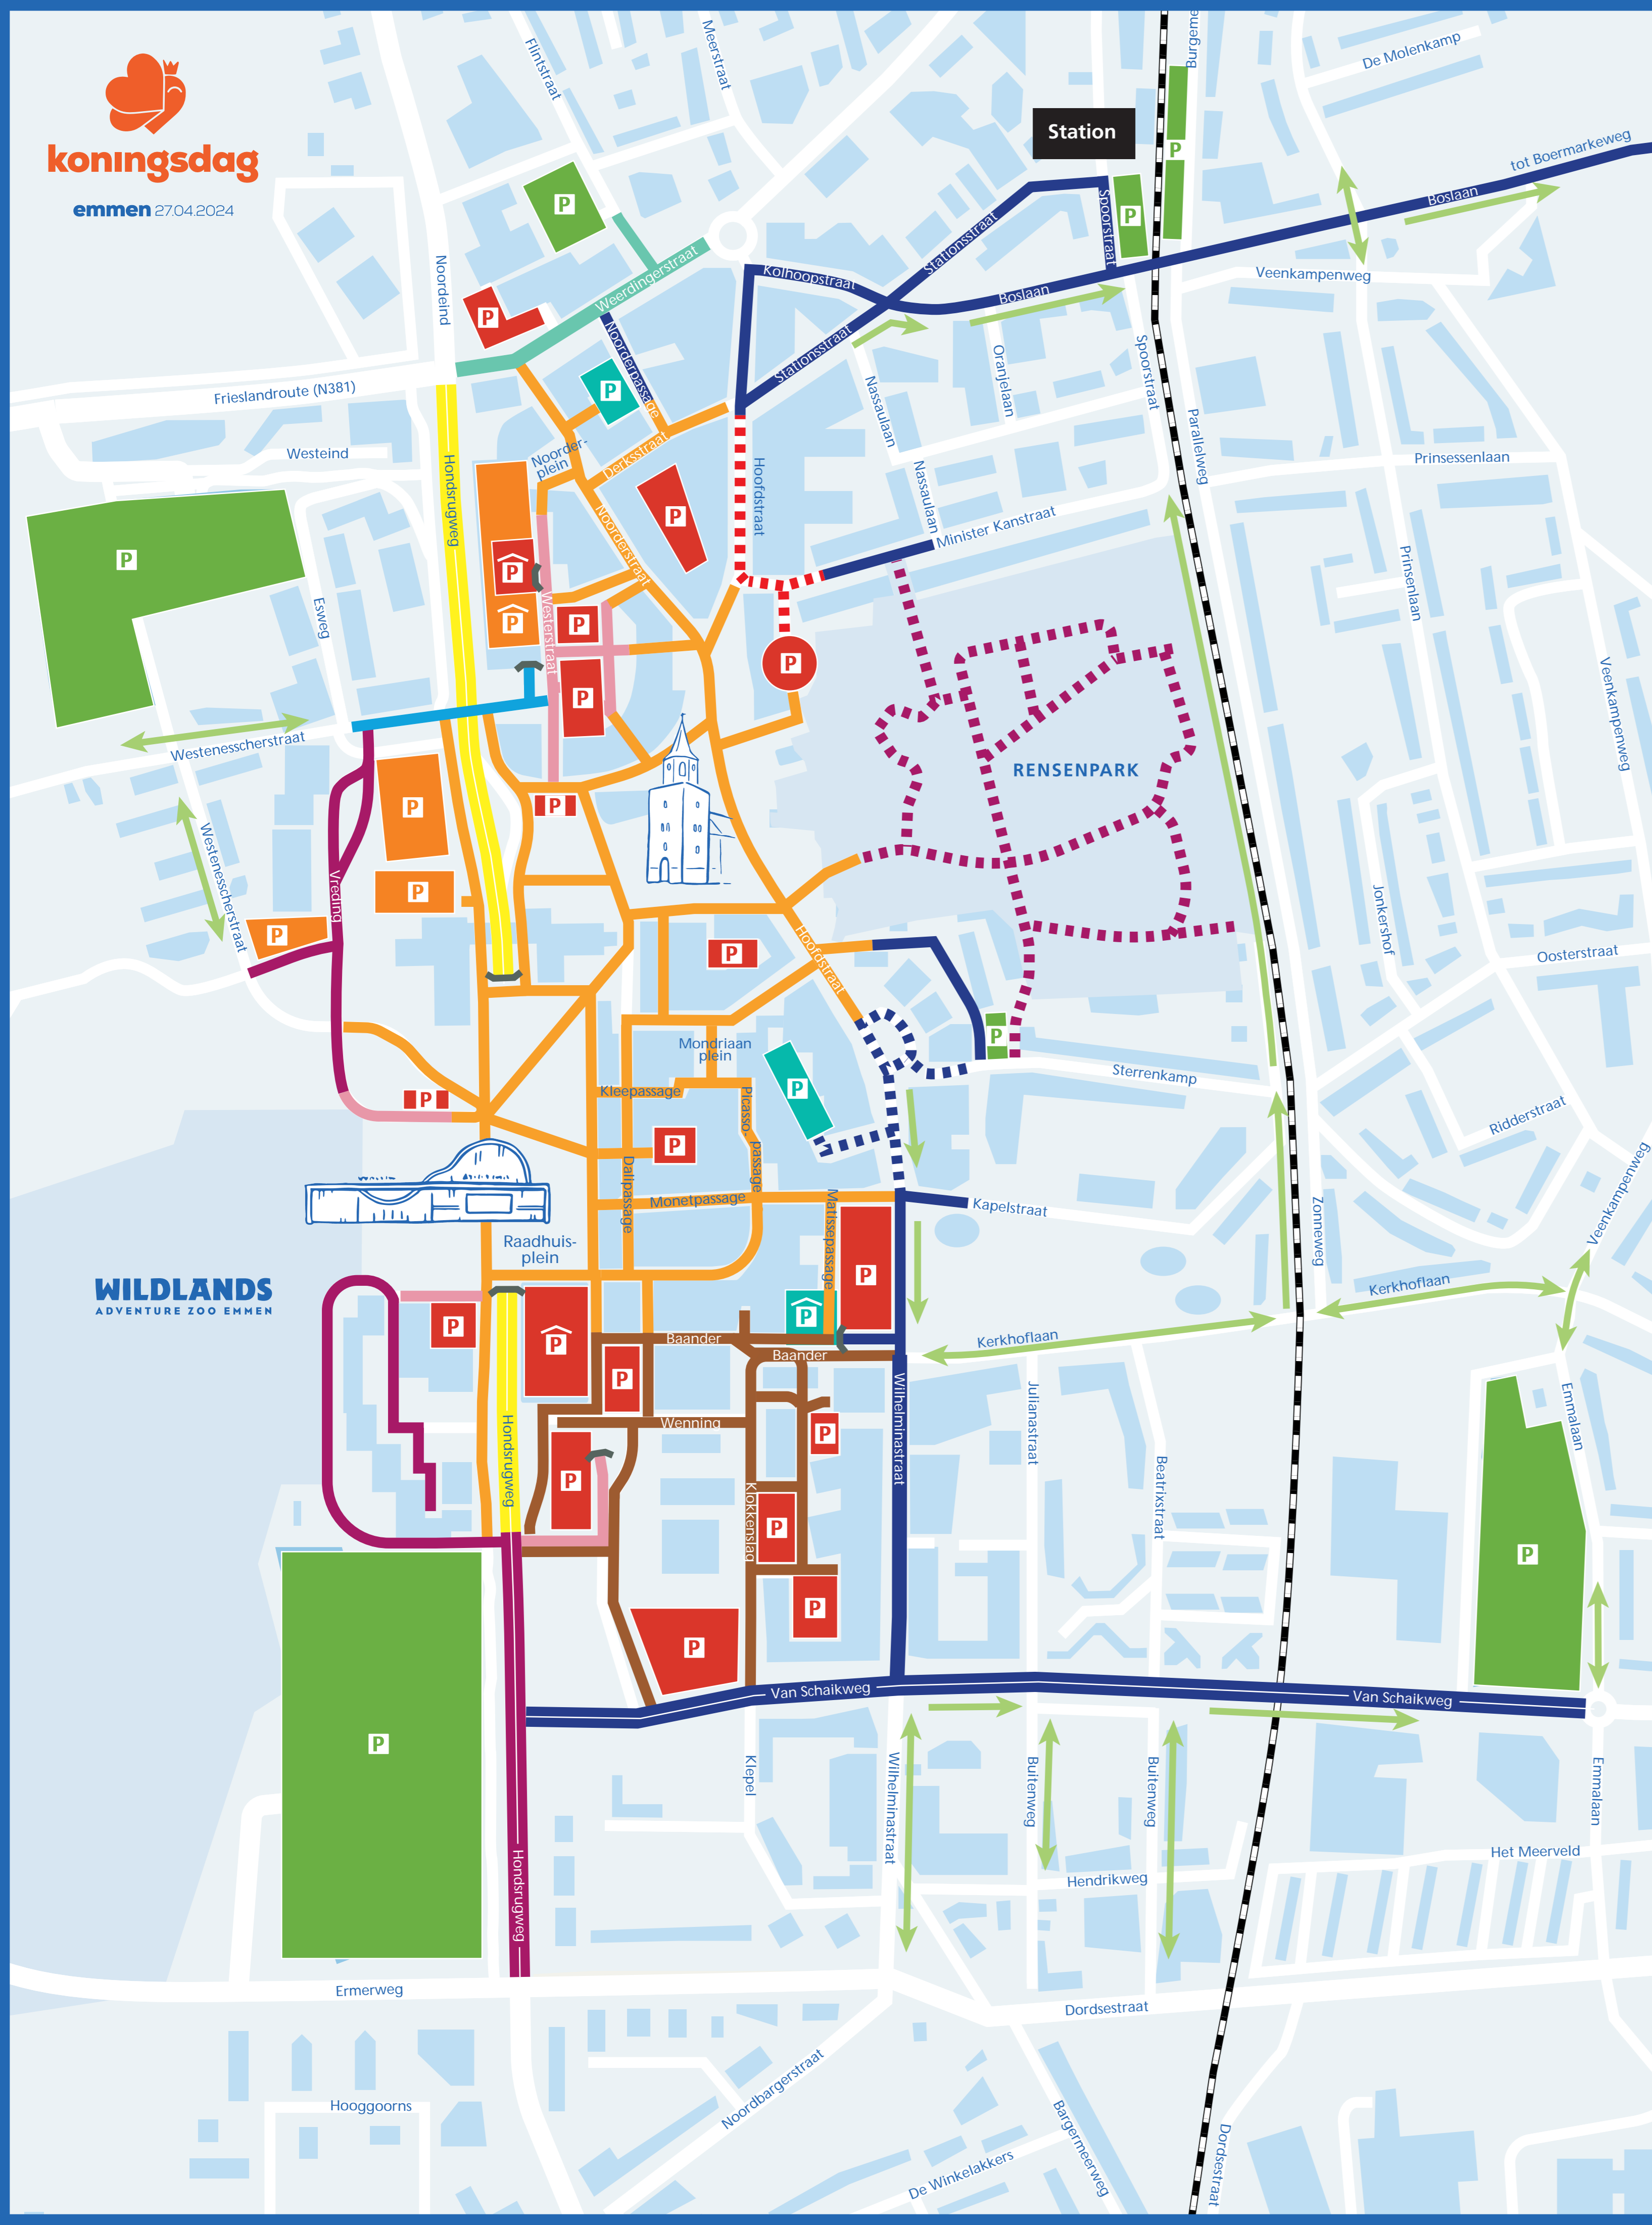 koningsdag
emmen 27.04.2024
Flintstraat
Meerstraat
De Molenkamp
Station
P
tot Boermarkeweg
Boslaan
Spoorstraat
P
P
Noordeind
Weerdingerstraat
Kolhoopstraat
Stationsstraat
Boslaan
Veenkampenweg
P
Noorderpassage
Stationsstraat
Oranjelaan
Spoorstraat
Frieslandroute (N381)
P
Nassaulaan
Parallelweg
Westeind
Noorder-
plein
Derksstraat
Hondsrugweg
Hoofdstraat
Nassaulaan
Prinsessenlaan
P
P
Noorderstraat
Minister Kanstraat
Prinsenlaan
P
Esweg
Westerstraat
P
P
P
P
Veenkampenweg
Westenesscherstraat
RENSENPARK
P
P
Westenesscherstraat
Vreding
P
P
Jonkershof
Hoofdstraat
P
Oosterstraat
Mondriaan
plein
P
Sterrenkamp
Kleepassage
Picasso-
passage
P
P
Ridderstraat
P
Dalipassage
Monetpassage
Matissepassage
Kapelstraat
Zonneweg
Veenkampenweg
Raadhuis-
plein
WILDLANDS
ADVENTURE ZOO EMMEN
P
P
Kerkhoflaan
P
P
Baander
Baander
Kerkhoflaan
P
Wilhelminastraat
Julianastraat
Emmalaan
Hondsrugweg
Wenning
P
P
Klokkenslag
Beatrixstraat
P
P
P
P
Van Schaikweg
Van Schaikweg
P
Klepel
Wilhelminastraat
Buitenweg
Buitenweg
Emmalaan
Hondsrugweg
Hendrikweg
Het Meerveld
Ermerweg
Dordsestraat
Noordbargerstraat
Hooggoorns
Bargermeerweg
De Winkelakkers
Dordsestraat